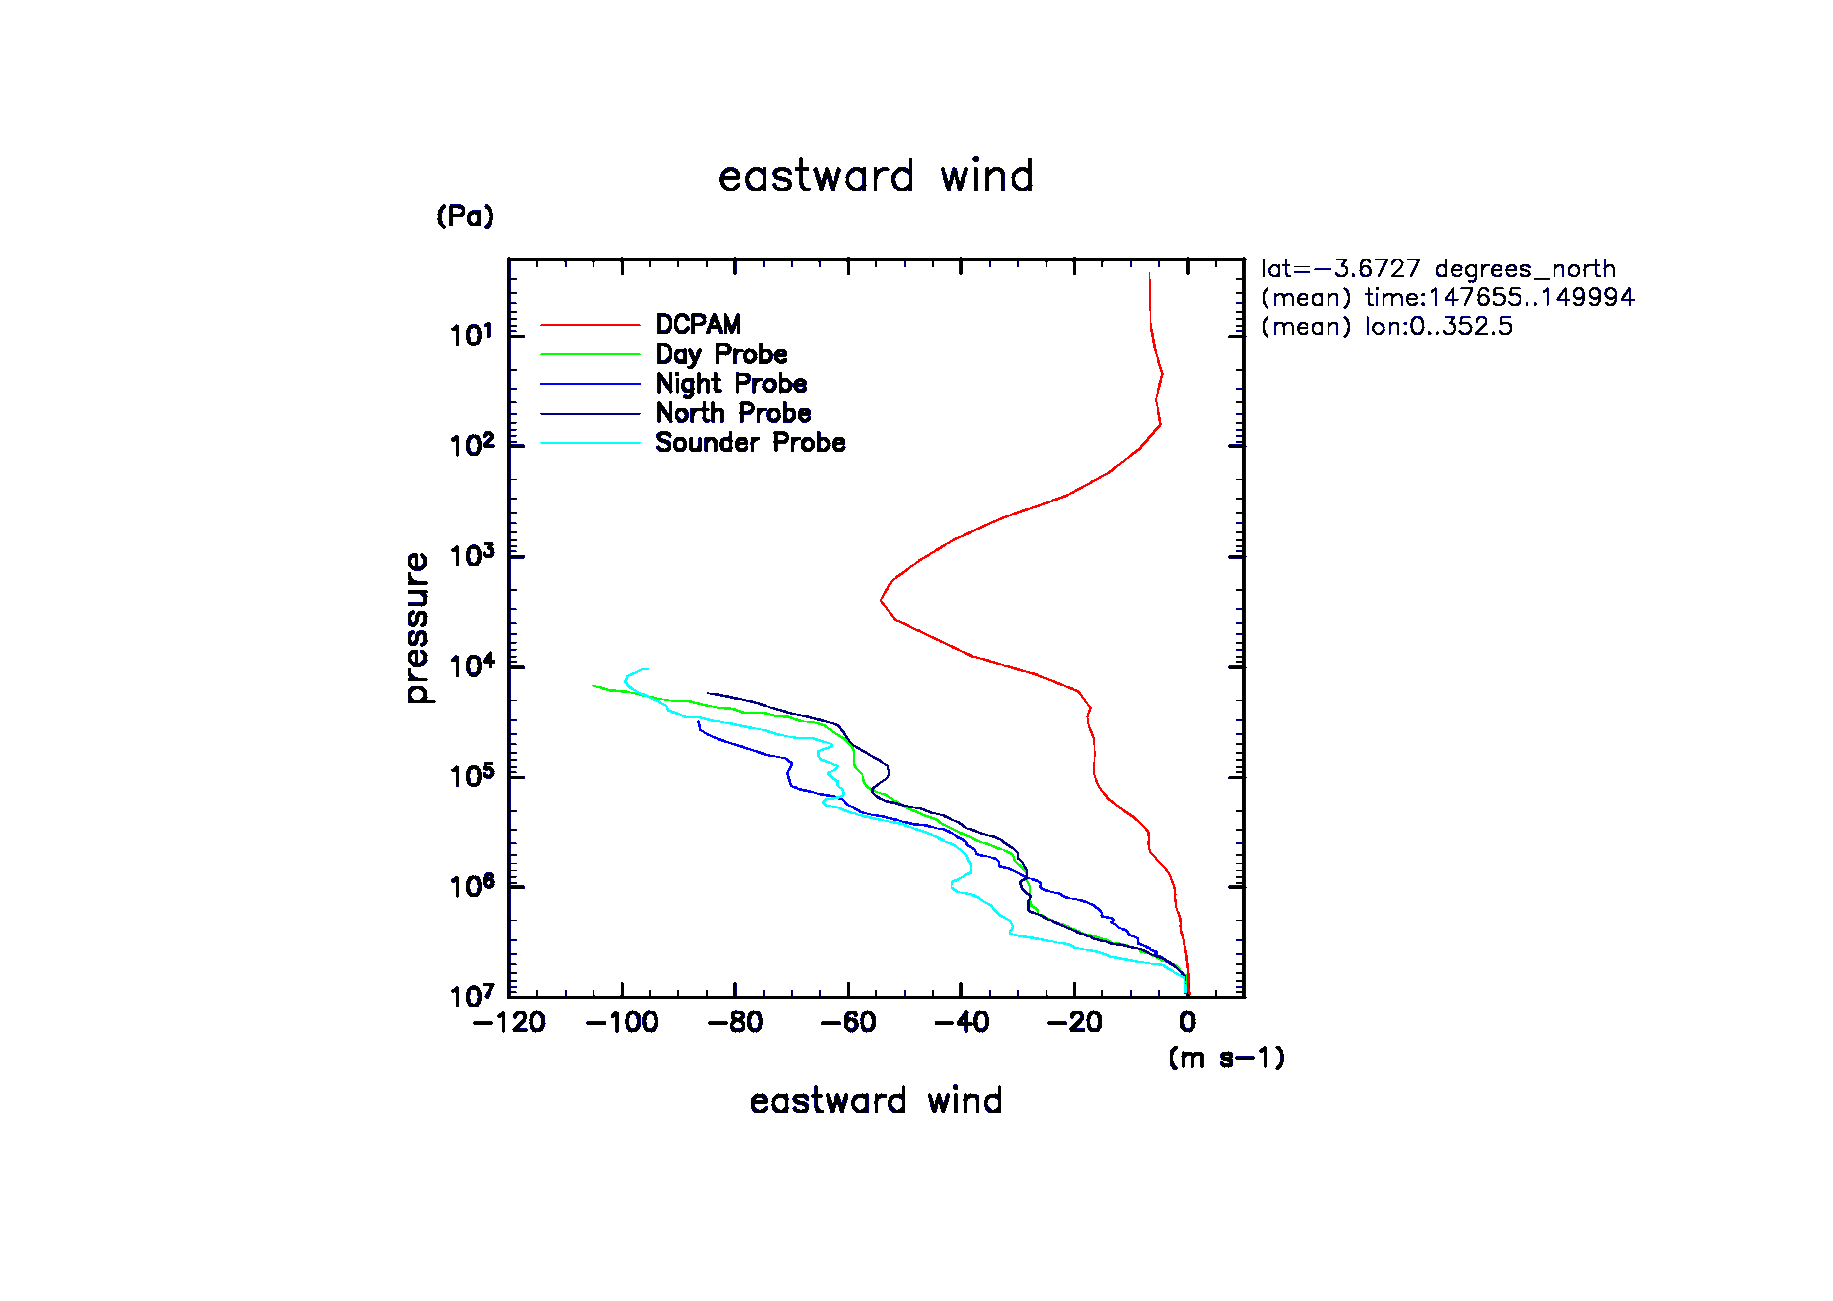 eastward wind
(Pa)
lat=−3.6727 degrees_north
(mean) time:147655..149994
(mean) lon:0..352.5
DCPAM
Day Probe
Night Probe
North Probe
Sounder Probe
10¹
10²
10³
10⁴
10⁵
10⁶
10⁷
pressure
−120 −100 −80 −60 −40 −20 0
(m s−1)
eastward wind